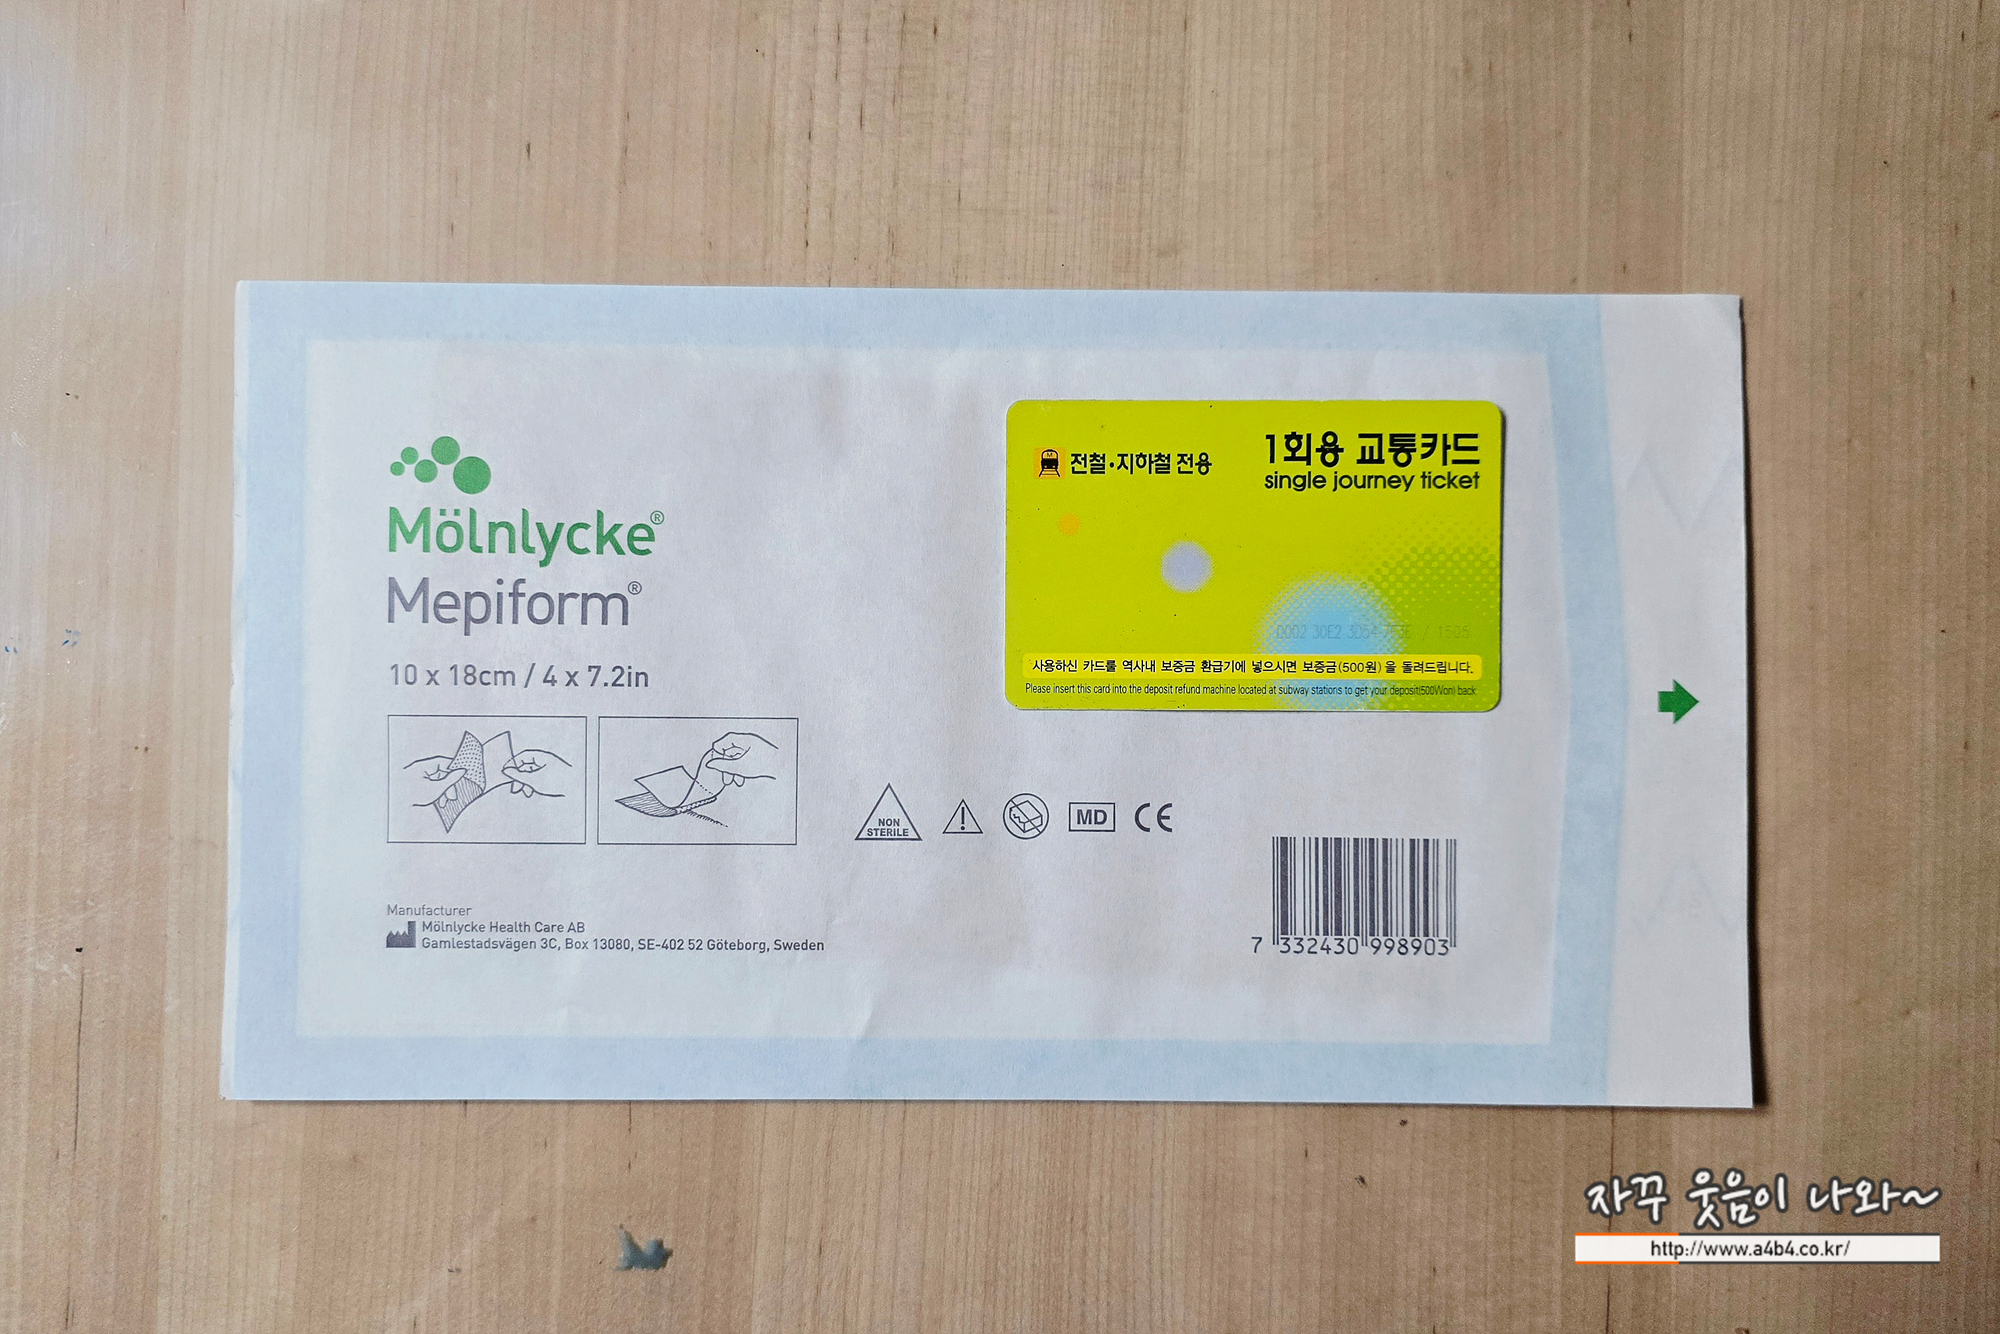 Mölnlycke®
Mepiform®
10 x 18cm / 4 x 7.2in
NON
STERILE
MD
CE
Manufacturer
Mölnlycke Health Care AB
Gamlestadsvägen 3C, Box 13080, SE-402 52 Göteborg, Sweden
7 332430 998903
M
전철·지하철 전용
1회용 교통카드
single journey ticket
0002 30E2 / 1505
사용하신 카드를 역사내 보증금 환급기에 넣으시면 보증금(500원)을 돌려드립니다.
Please insert this card into the deposit refund machine located at subway stations to get your deposit(500Won) back
자꾸 웃음이 나와~
http://www.a4b4.co.kr/